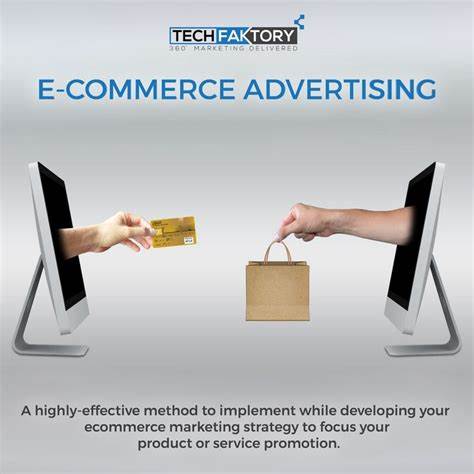 TECHFAKTORY
360° MARKETING DELIVERED
E-COMMERCE ADVERTISING
A highly-effective method to implement while developing your
ecommerce marketing strategy to focus your
product or service promotion.